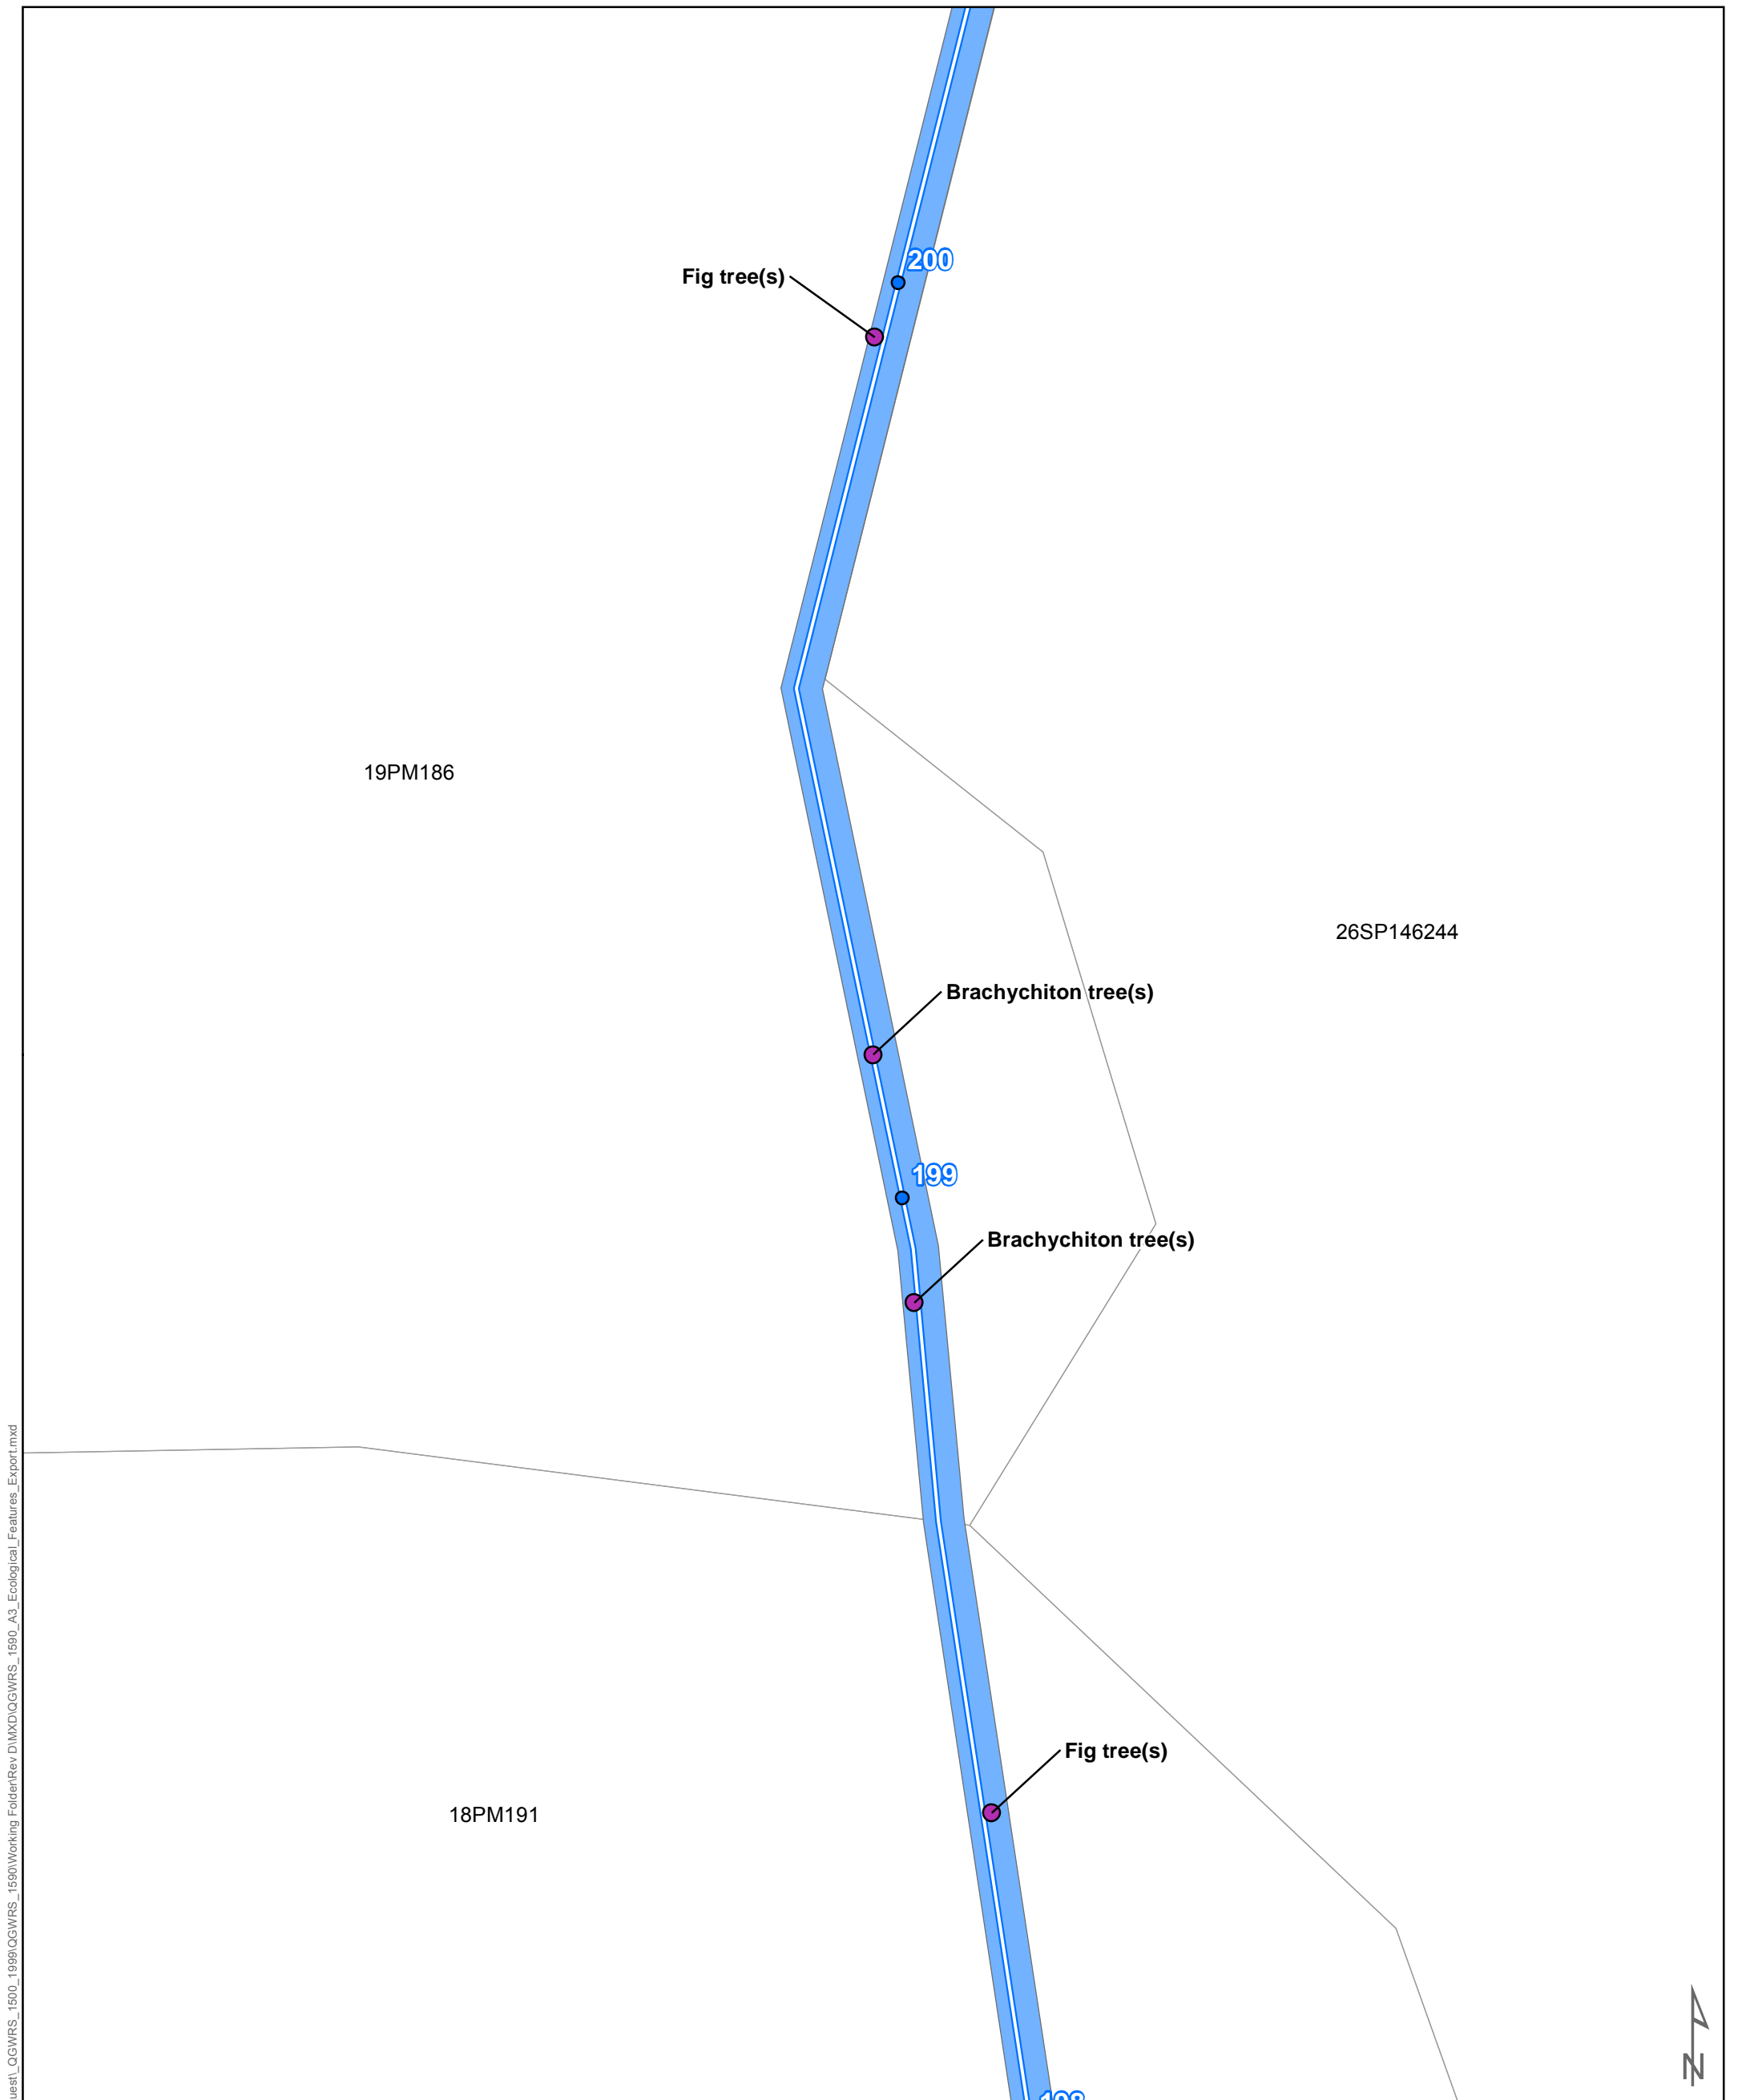 200
Fig tree(s)
19PM186
26SP146244
Brachychiton tree(s)
199
Brachychiton tree(s)
Fig tree(s)
18PM191
198
N
uest\_QGWRS_1500_1999\QGWRS_1590\Working Folder\Rev D\MXD\QGWRS_1590_A3_Ecological_Features_Export.mxd